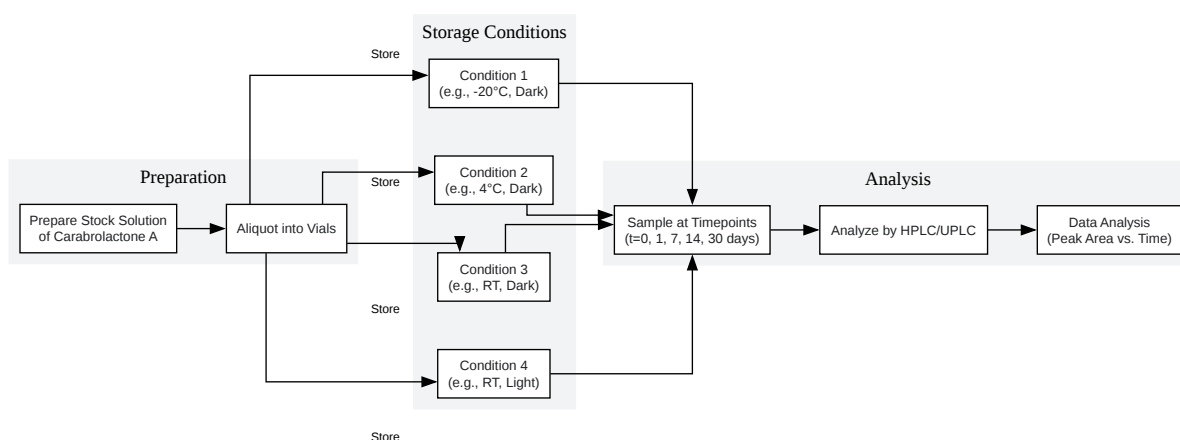 Storage Conditions
Store
Condition 1
(e.g., -20°C, Dark)
Preparation
Store
Condition 2
(e.g., 4°C, Dark)
Analysis
Prepare Stock Solution
of Carabrolactone A
Aliquot into Vials
Sample at Timepoints
(t=0, 1, 7, 14, 30 days)
Analyze by HPLC/UPLC
Data Analysis
(Peak Area vs. Time)
Condition 3
(e.g., RT, Dark)
Store
Condition 4
(e.g., RT, Light)
Store